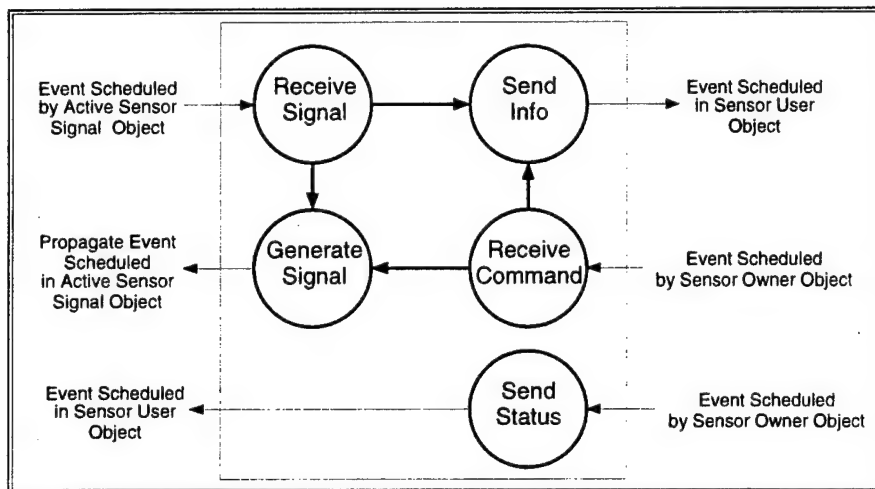 Event Scheduled
by Active Sensor
Signal Object
Receive
Signal
Send
Info
Event Scheduled
in Sensor User
Object
Propagate Event
Scheduled
in Active Sensor
Signal Object
Generate
Signal
Receive
Command
Event Scheduled
by Sensor Owner Object
Event Scheduled
in Sensor User
Object
Send
Status
Event Scheduled
by Sensor Owner Object